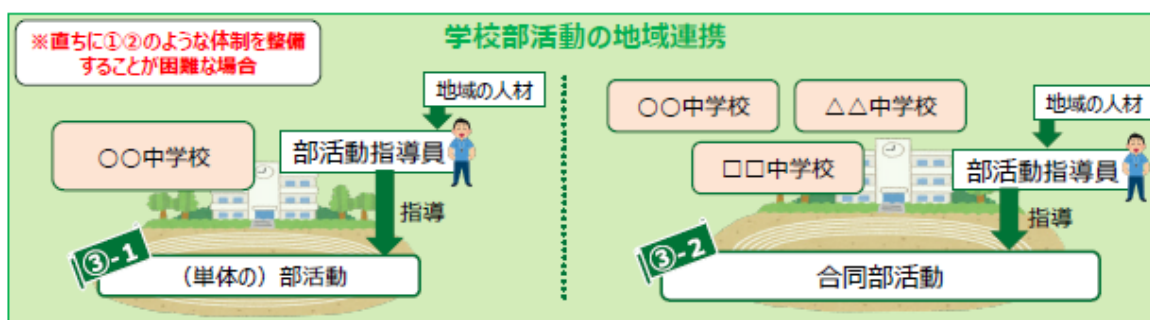 学校部活動の地域連携
※直ちに①②のような体制を整備
することが困難な場合
地域の人材
○○中学校
部活動指導員
指導
③-1
（単体の）部活動
○○中学校
△△中学校
地域の人材
□□中学校
部活動指導員
指導
③-2
合同部活動